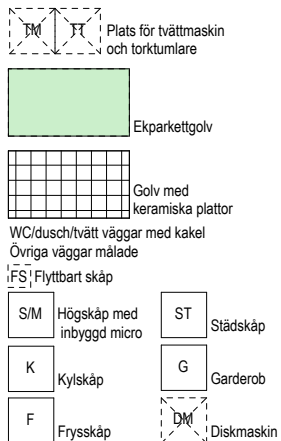 TM TT Plats för tvättmaskin
och torktumlare
Ekparkettgolv
Golv med
keramiska plattor
WC/dusch/tvätt väggar med kakel
Övriga väggar målade
FS Flyttbart skåp
S/M Högskåp med
inbyggd micro
ST Städskåp
K Kylskåp
G Garderob
F Frysskåp
DM Diskmaskin